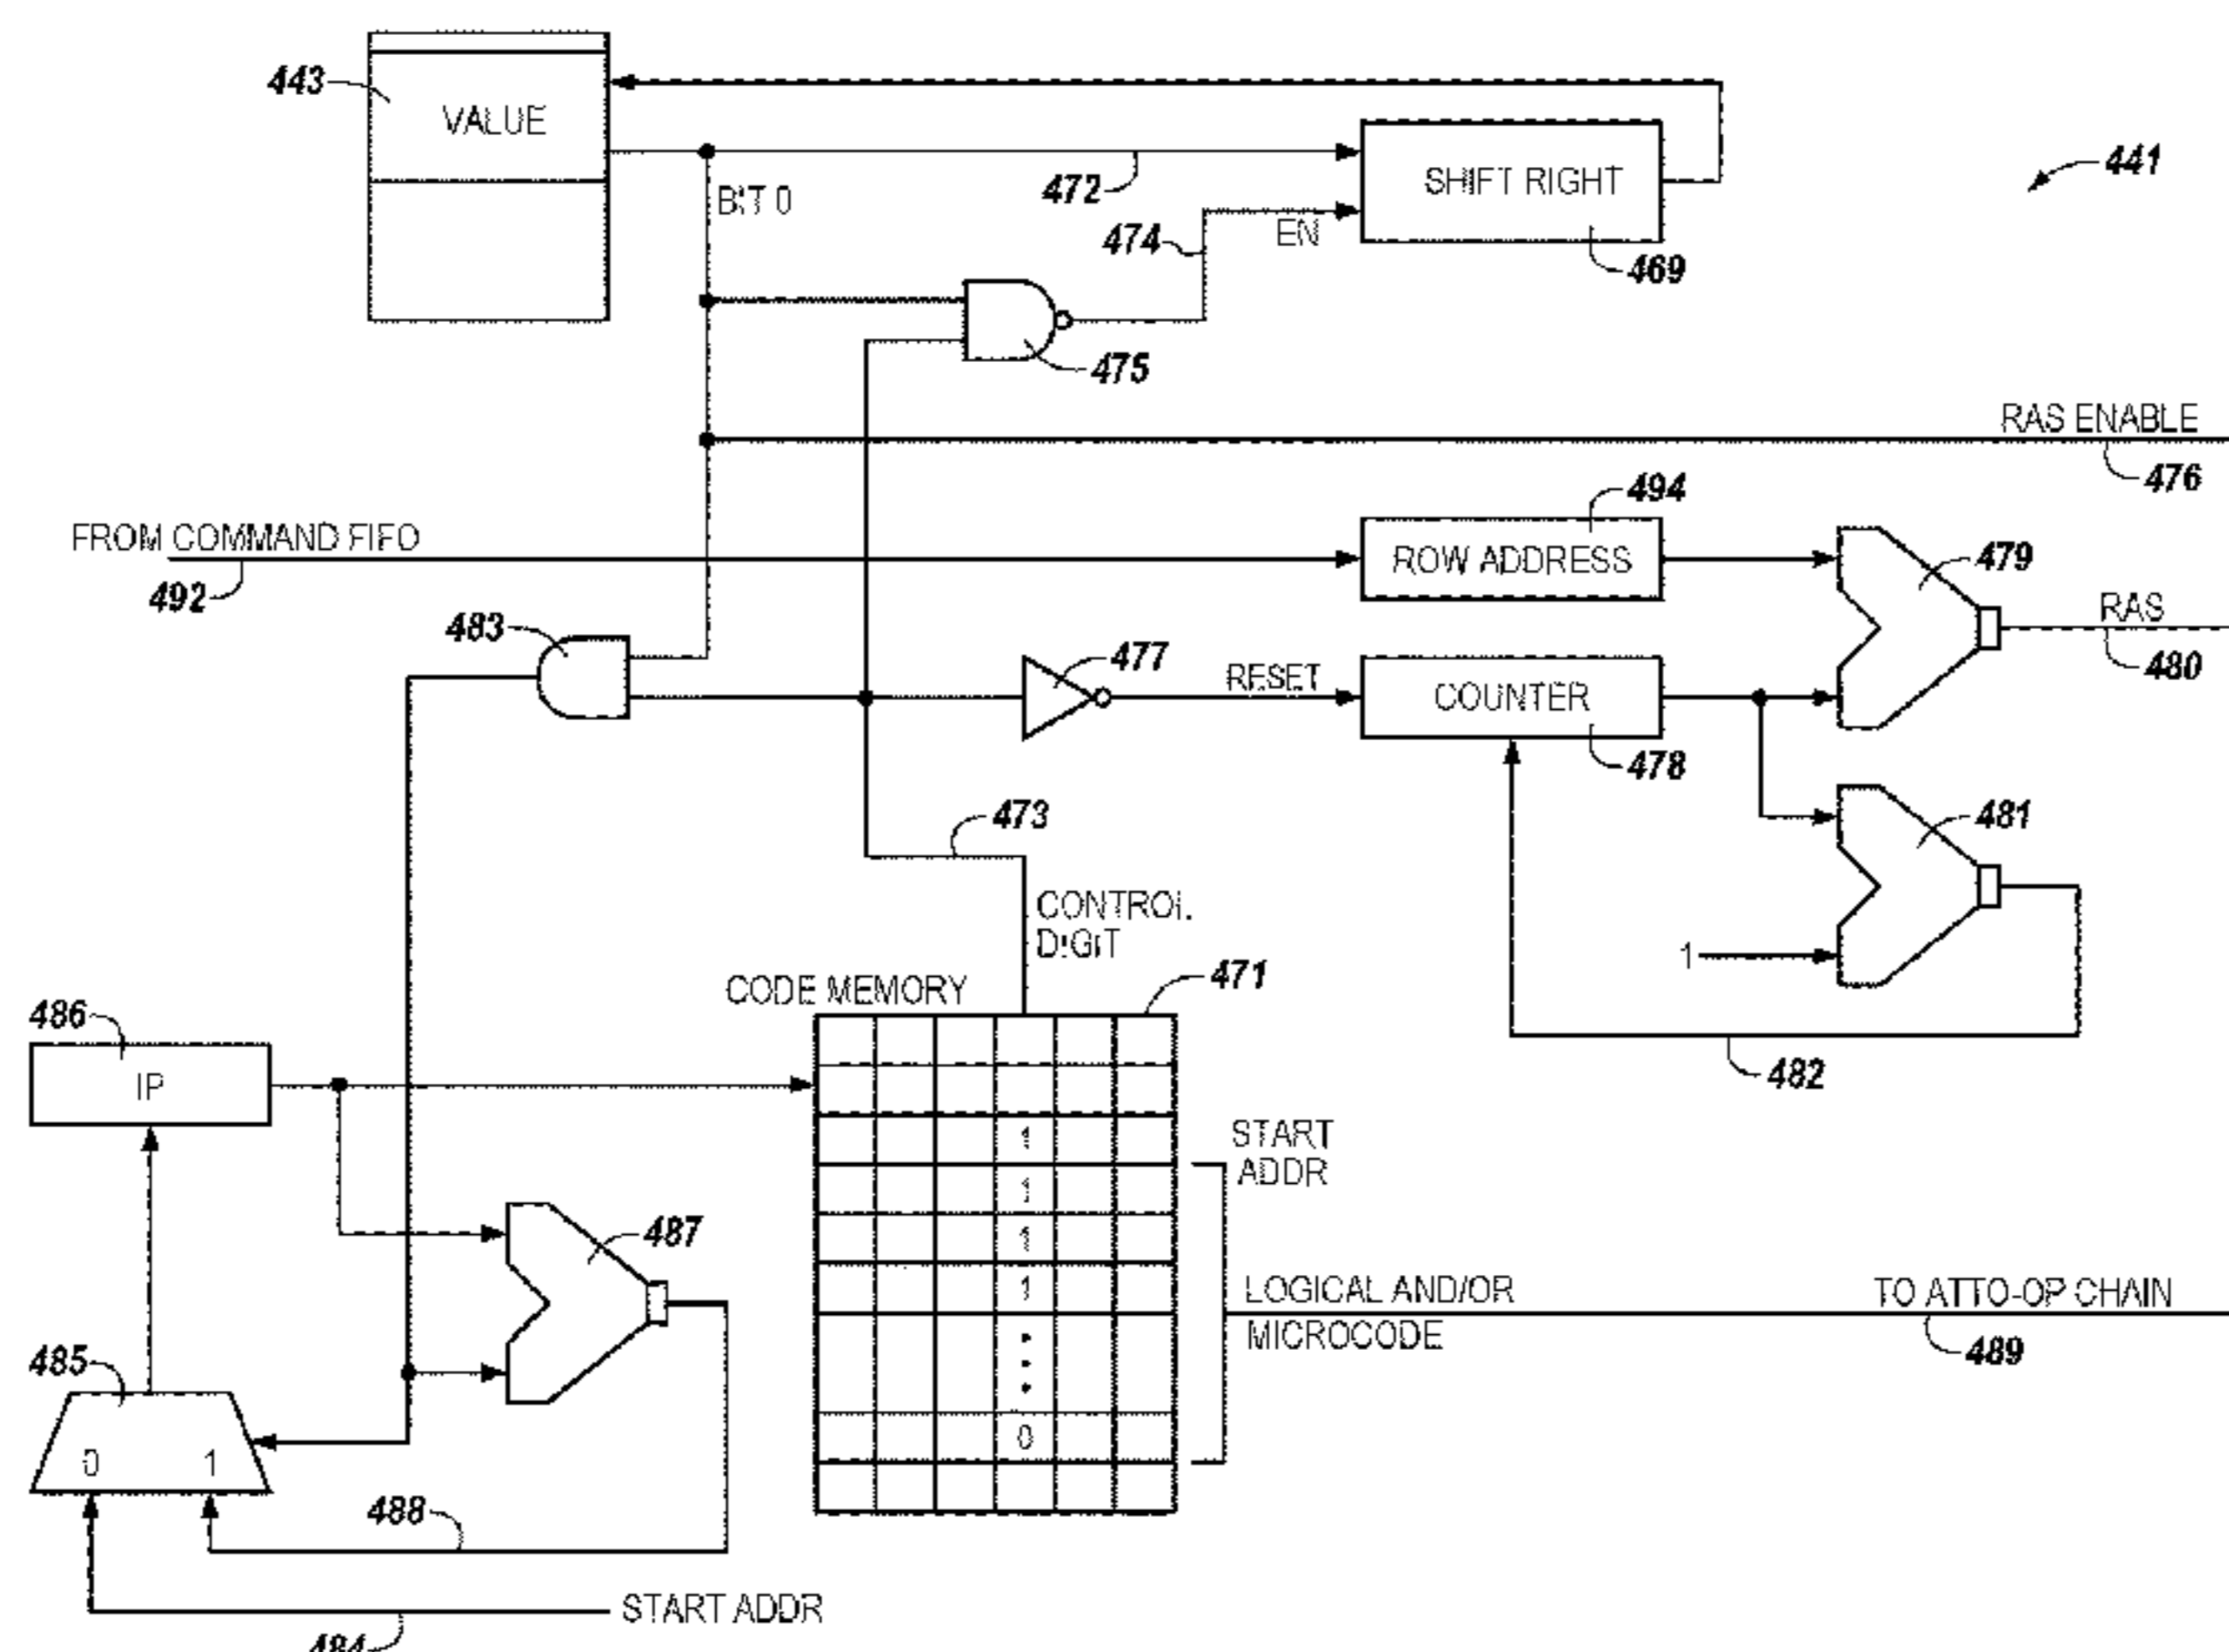 443
VALUE
BIT 0
472
SHIFT RIGHT
441
474
EN
469
475
RAS ENABLE
476
494
FROM COMMAND FIFO
492
ROW ADDRESS
479
RAS
480
483
477
RESET
COUNTER
478
473
481
CONTROL
DIGIT
1
CODE MEMORY
471
482
486
IP
1
START
ADDR
1
1
487
1
LOGICAL AND/OR
MICROCODE
TO ATTO-OP CHAIN
489
485
0
0 1
488
START ADDR
484